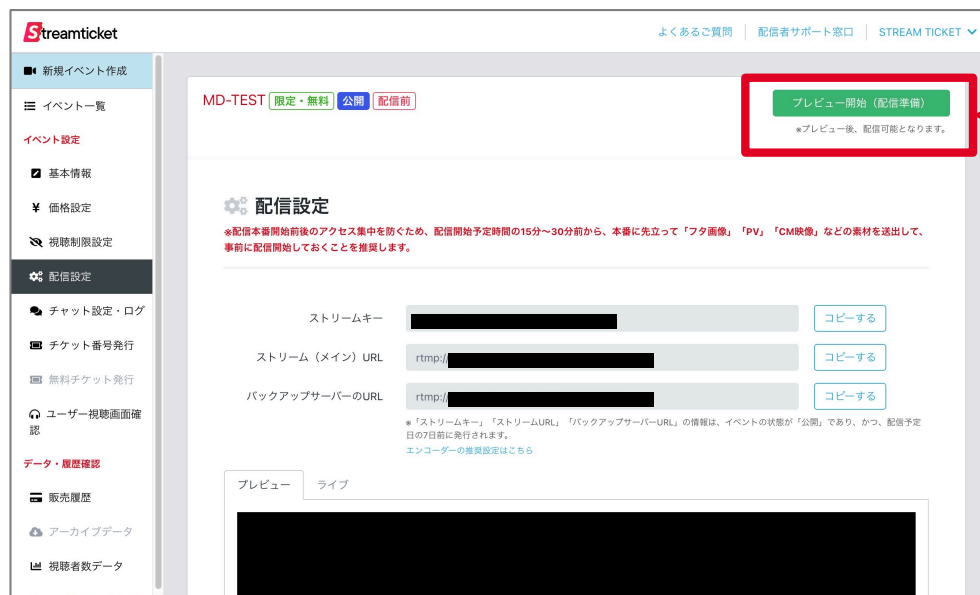 Streamticket
よくあるご質問
配信者サポート窓口
STREAM TICKET
新規イベント作成
イベント一覧
イベント設定
基本情報
価格設定
視聴制限設定
配信設定
チャット設定・ログ
チケット番号発行
無料チケット発行
ユーザー視聴画面確
認
データ・履歴確認
販売履歴
アーカイブデータ
視聴者数データ
MD-TEST 限定・無料 公開 配信前
プレビュー開始（配信準備）
※プレビュー後、配信可能となります。
配信設定
※配信本番開始前後のアクセス集中を防ぐため、配信開始予定時間の15分〜30分前から、本番に先立って「フタ画像」「PV」「CM映像」などの素材を送出して、
事前に配信開始しておくことを推奨します。
ストリームキー
コピーする
ストリーム（メイン）URL
rtmp://
コピーする
バックアップサーバーのURL
rtmp://
コピーする
※「ストリームキー」「ストリームURL」「バックアップサーバーURL」の情報は、イベントの状態が「公開」であり、かつ、配信予定
日の7日前に発行されます。
エンコーダーの推奨設定はこちら
プレビュー
ライブ